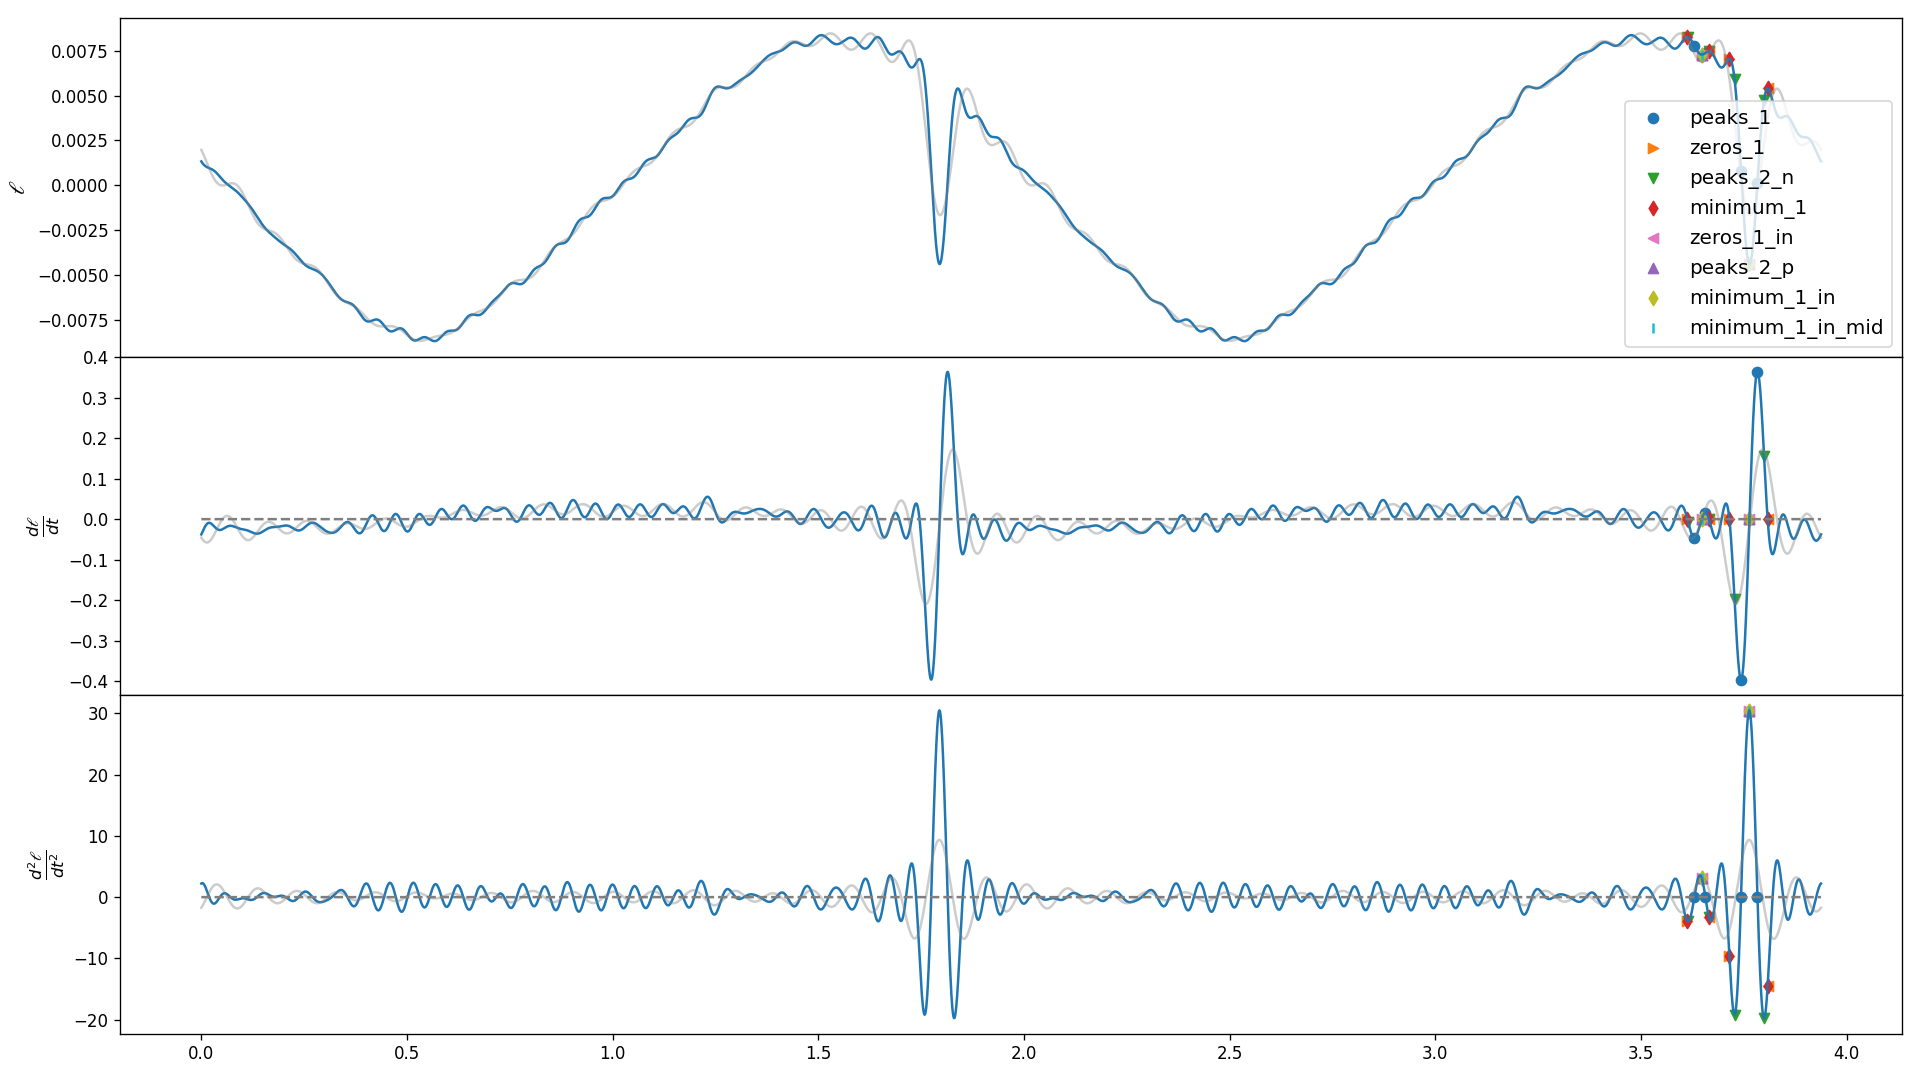 0.0075
0.0050
0.0025
0.0000
−0.0025
−0.0050
−0.0075
ℓ
peaks_1
zeros_1
peaks_2_n
minimum_1
zeros_1_in
peaks_2_p
minimum_1_in
minimum_1_in_mid
0.4
0.3
0.2
0.1
0.0
−0.1
−0.2
−0.3
−0.4
dℓ/dt
30
20
10
0
−10
−20
d²ℓ/dt²
0.0 0.5 1.0 1.5 2.0 2.5 3.0 3.5 4.0